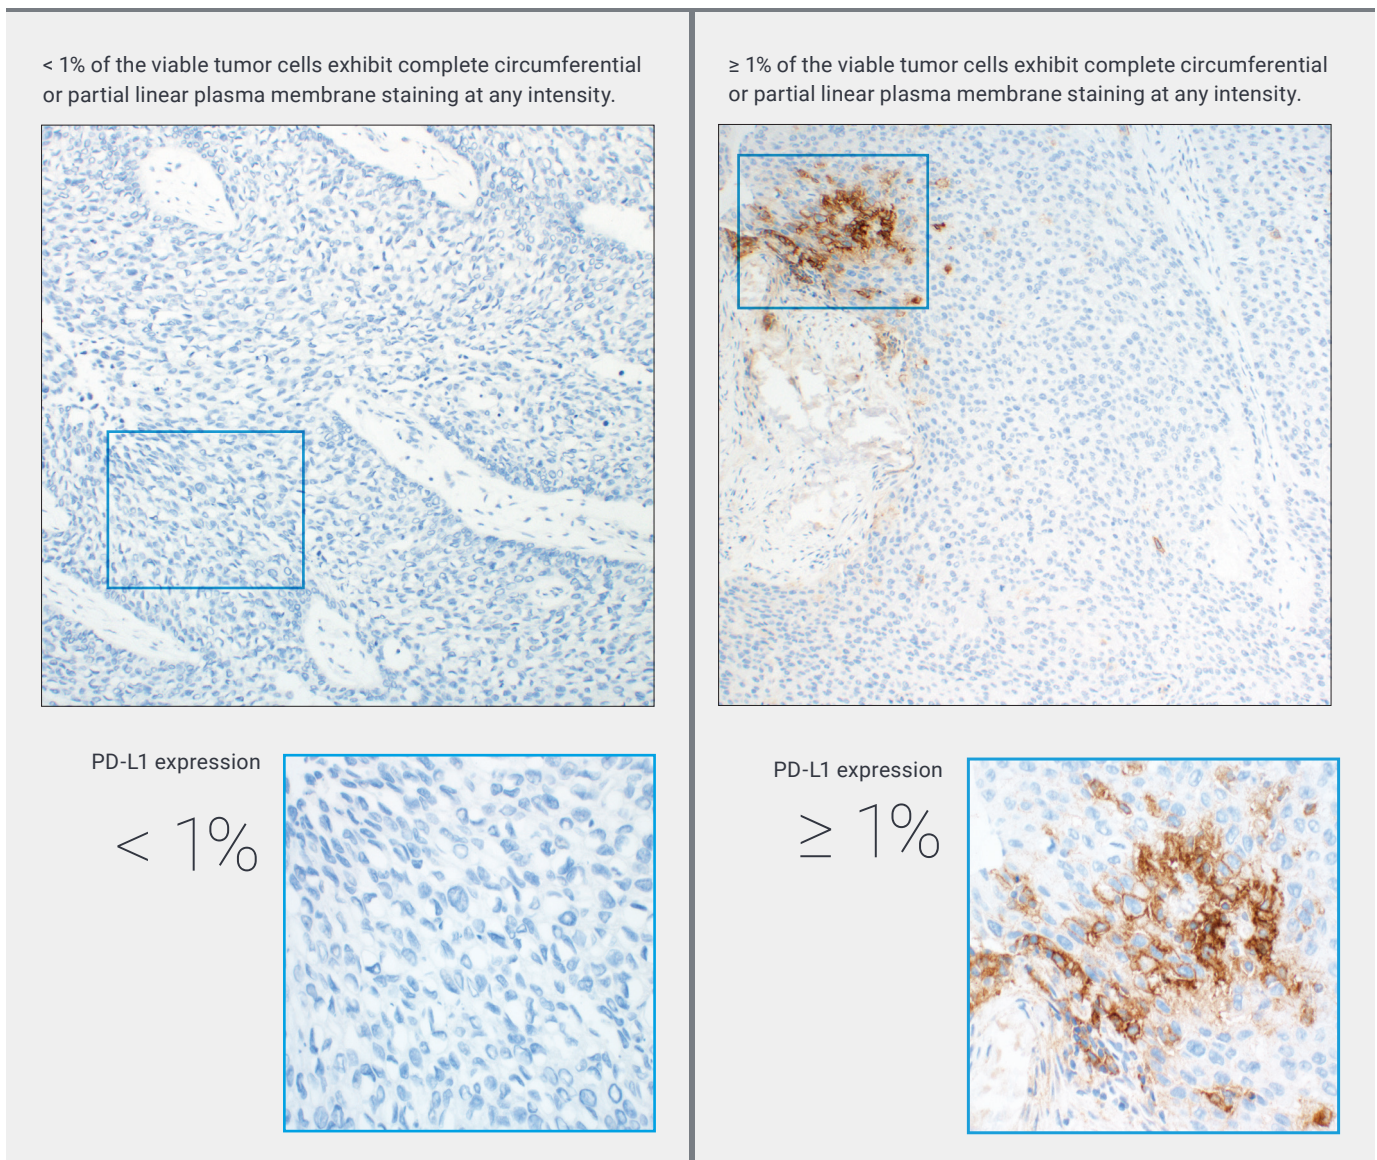 < 1% of the viable tumor cells exhibit complete circumferential
or partial linear plasma membrane staining at any intensity.
PD-L1 expression
< 1%
≥ 1% of the viable tumor cells exhibit complete circumferential
or partial linear plasma membrane staining at any intensity.
PD-L1 expression
≥ 1%